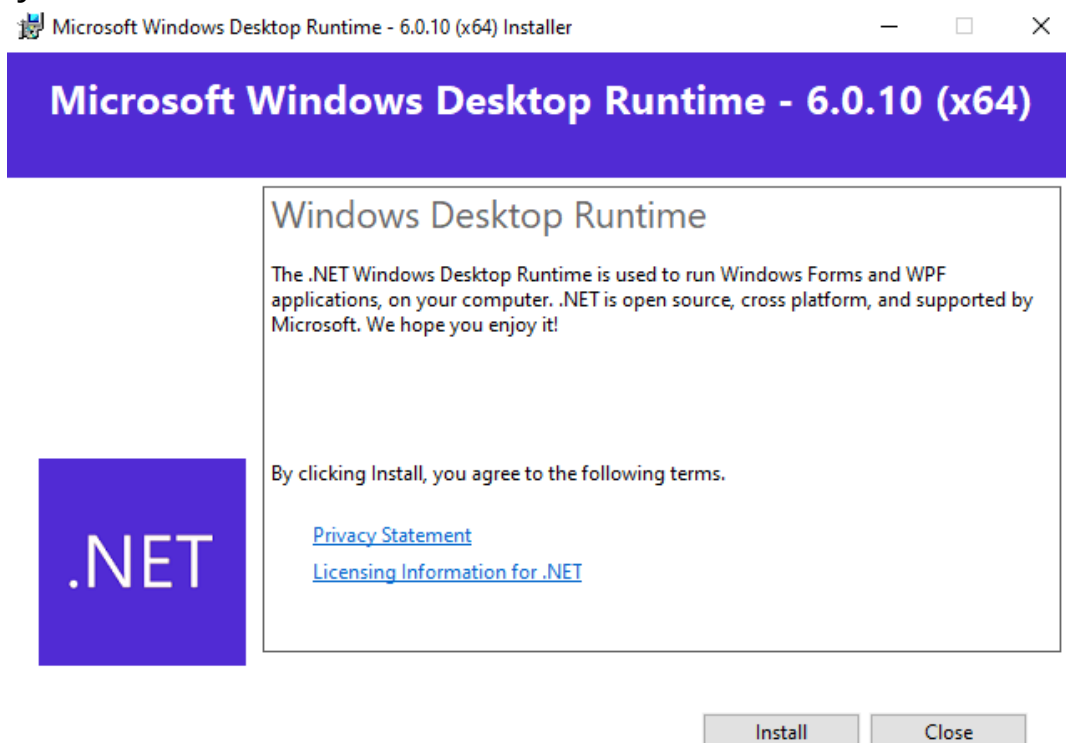 Microsoft Windows Desktop Runtime - 6.0.10 (x64) Installer
Microsoft Windows Desktop Runtime - 6.0.10 (x64)
Windows Desktop Runtime
The .NET Windows Desktop Runtime is used to run Windows Forms and WPF
applications, on your computer. .NET is open source, cross platform, and supported by
Microsoft. We hope you enjoy it!
By clicking Install, you agree to the following terms.
Privacy Statement
Licensing Information for .NET
.NET
Install
Close